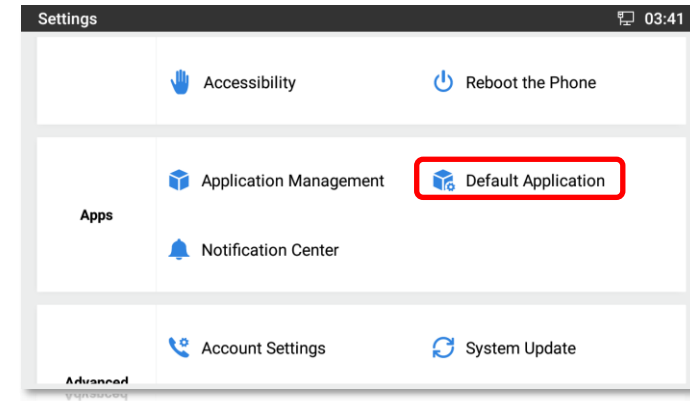 Settings 03:41
Accessibility Reboot the Phone
Application Management Default Application
Apps
Notification Center
Account Settings System Update
Advanced